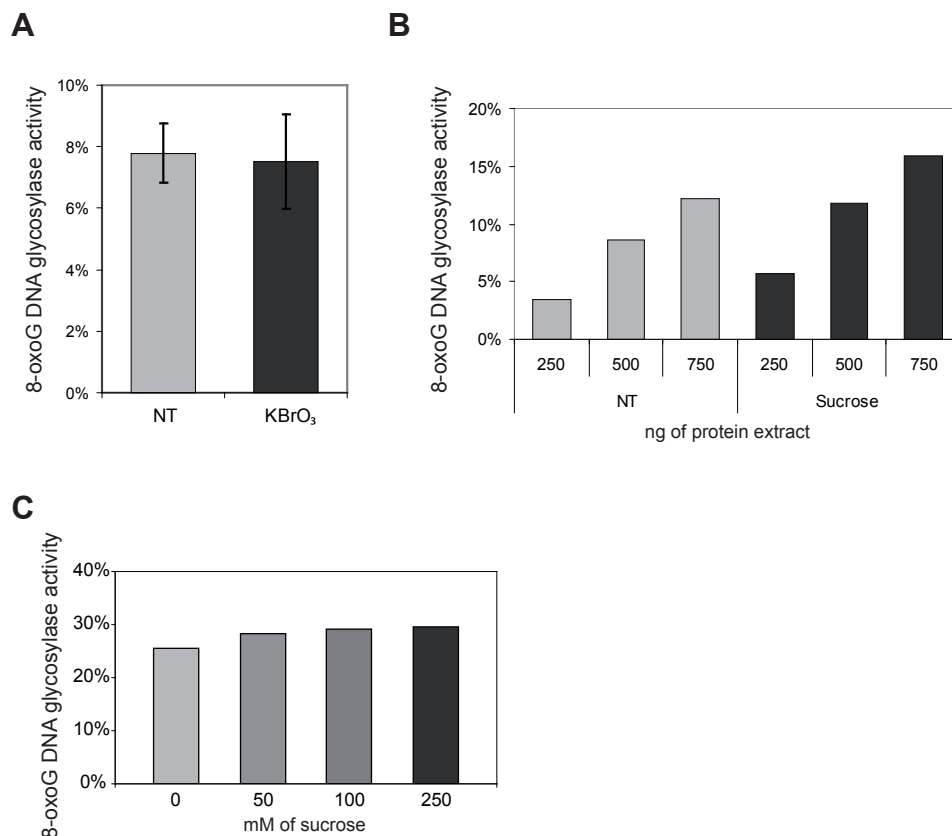 A
8-oxoG DNA glycosylase activity
10%
8%
6%
4%
2%
0%
NT KBrO₃
B
8-oxoG DNA glycosylase activity
20%
15%
10%
5%
0%
250 500 750 250 500 750
NT Sucrose
ng of protein extract
C
8-oxoG DNA glycosylase activity
40%
30%
20%
10%
0%
0 50 100 250
mM of sucrose